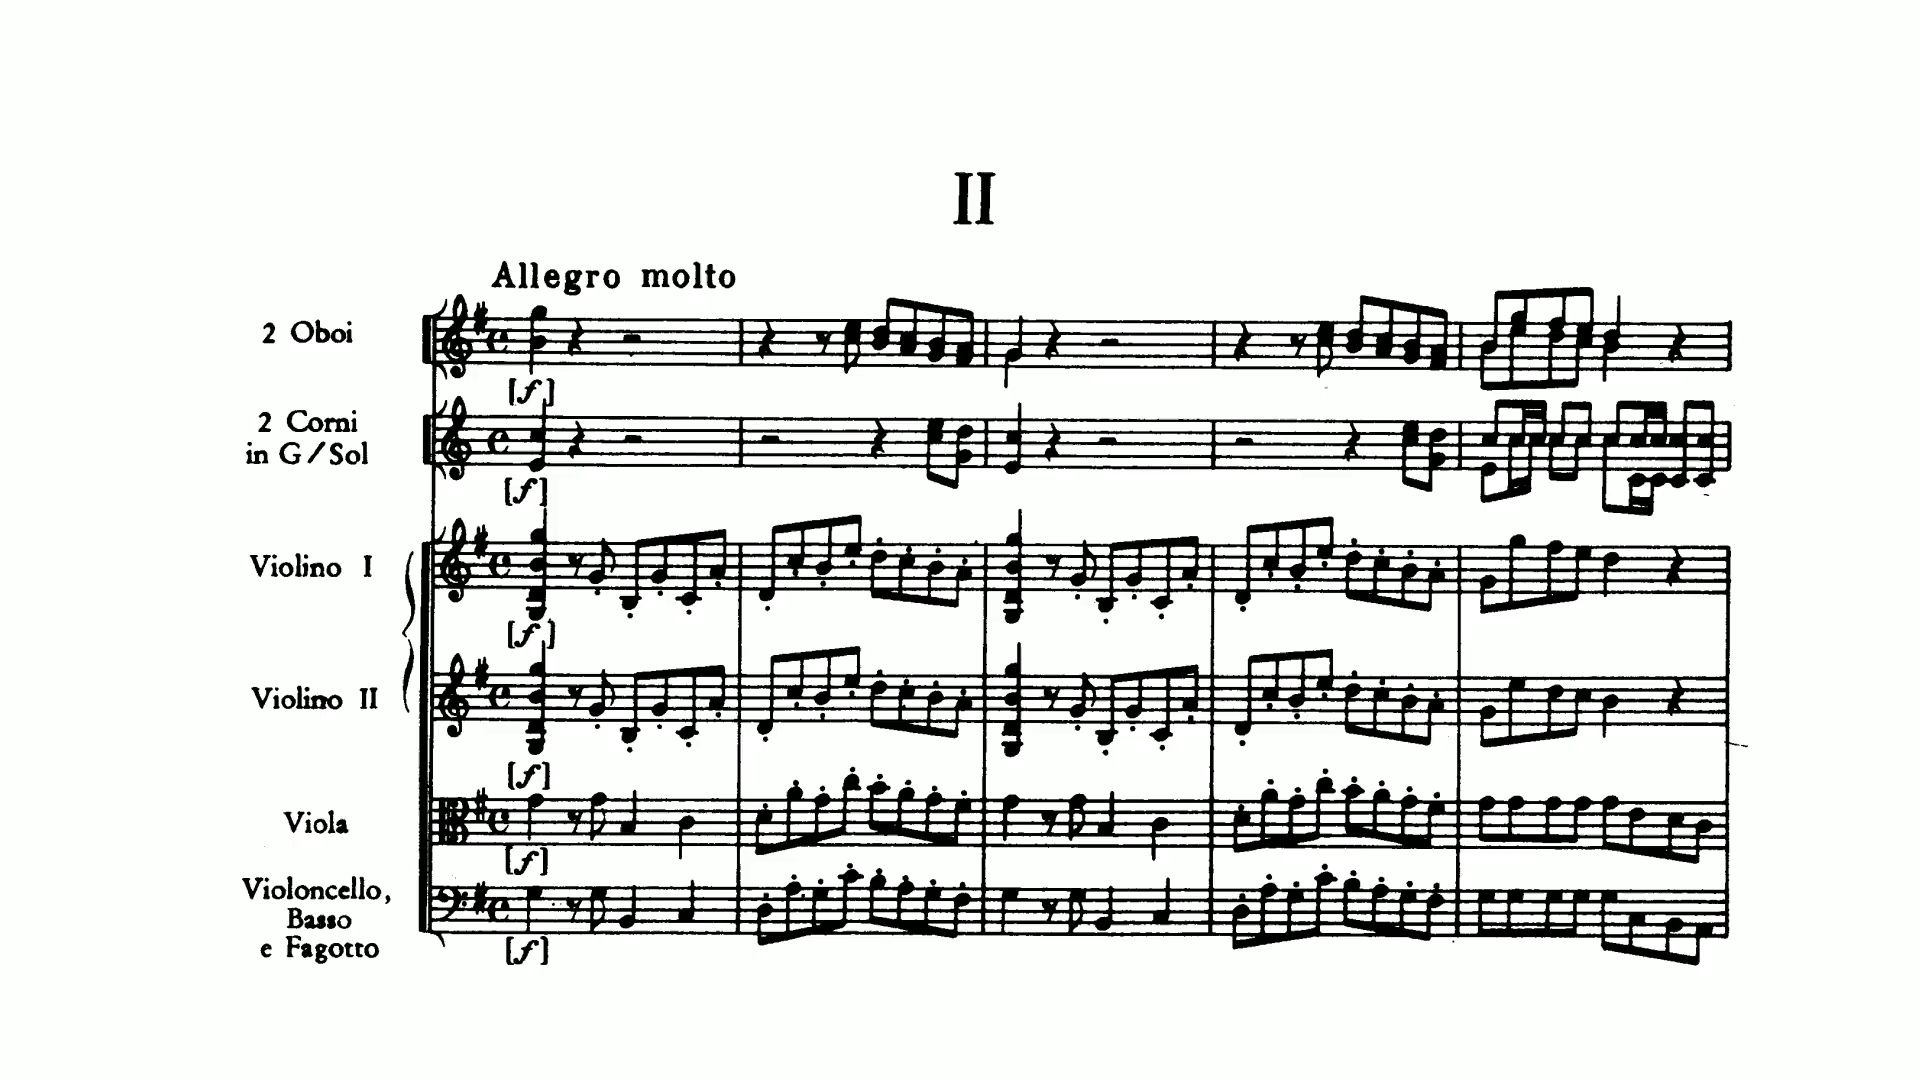 II
Allegro molto
2 Oboi
[f]
2 Corni
in G/Sol
[f]
Violino I
[f]
Violino II
[f]
Viola
[f]
Violoncello,
Basso
e Fagotto
[f]